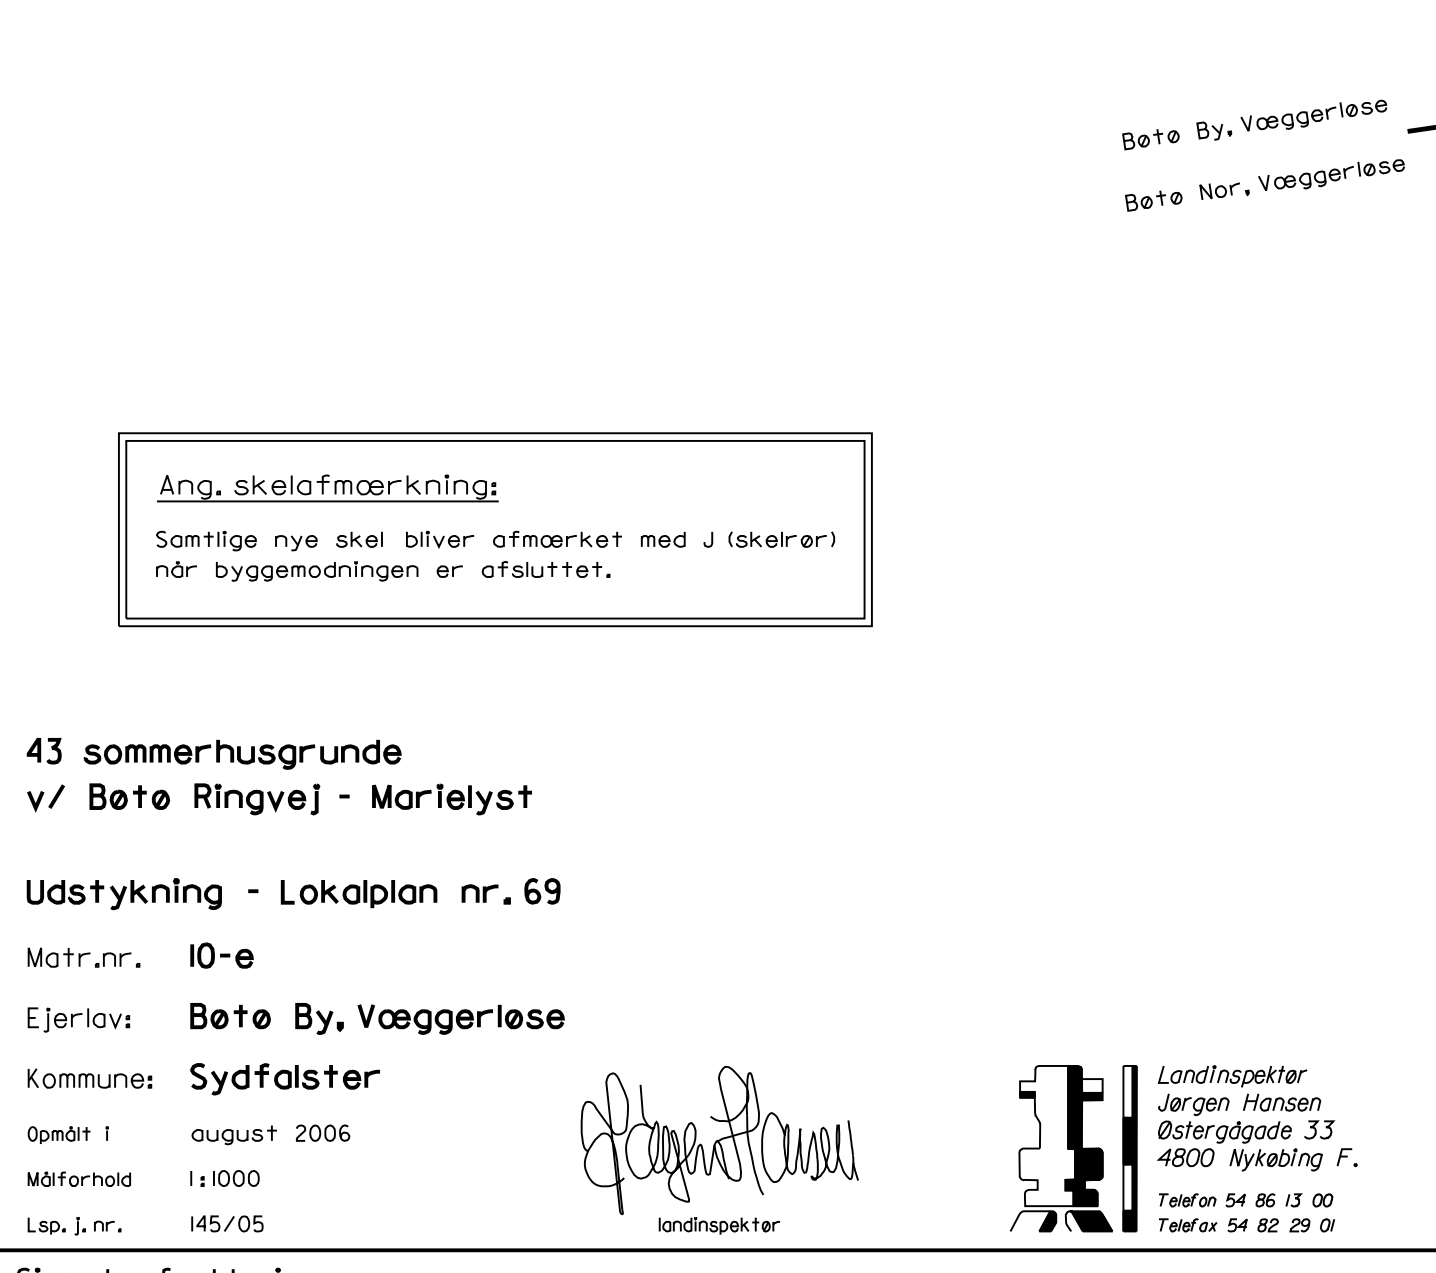 Bøtø By, Væggerløse
Bøtø Nor, Væggerløse
Ang. skelafmærkning:
Samtlige nye skel bliver afmærket med J (skelrør)
når byggemodningen er afsluttet.
43 sommerhusgrunde
v/ Bøtø Ringvej - Marielyst
Udstykning - Lokalplan nr. 69
Matr.nr. 10-e
Ejerlav: Bøtø By, Væggerløse
Kommune: Sydfalster
Opmålt i august 2006
Målforhold 1:1000
Lsp. j. nr. 145/05
Jørgen Hansen
landinspektør
Landinspektør
Jørgen Hansen
Østergågade 33
4800 Nykøbing F.
Telefon 54 86 13 00
Telefax 54 82 29 01